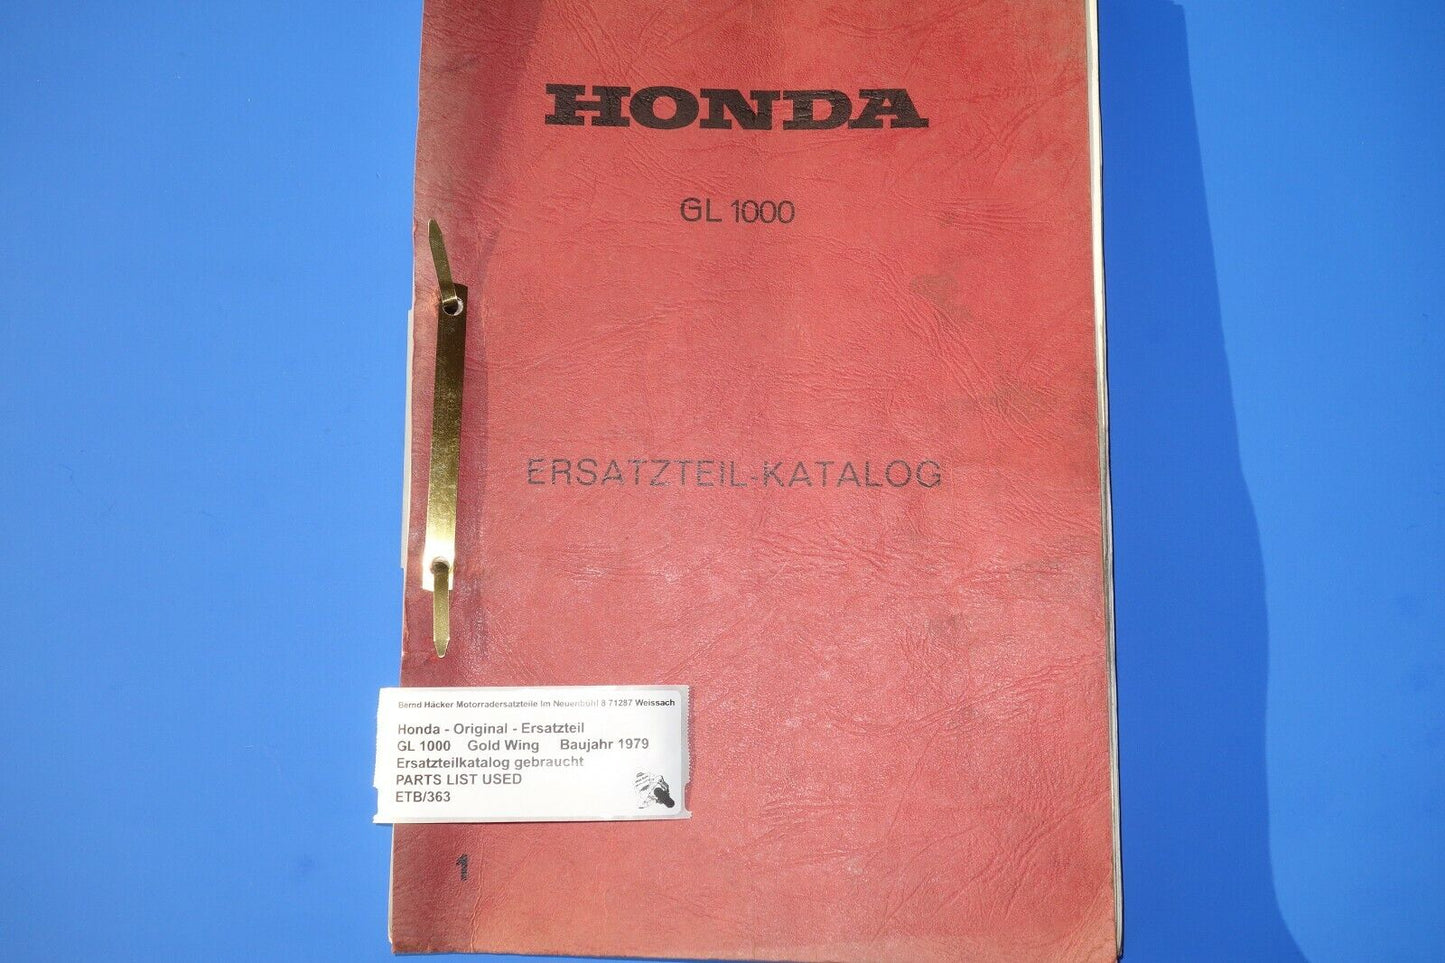 HONDA
GL 1000
ERSATZTEIL-KATALOG
Bernd Häcker Motorradersatzteile Im Neuenbühl 8 71287 Weissach
Honda - Original - Ersatzteil
GL 1000 Gold Wing Baujahr 1979
Ersatzteilkatalog gebraucht
PARTS LIST USED
ETB/363
1